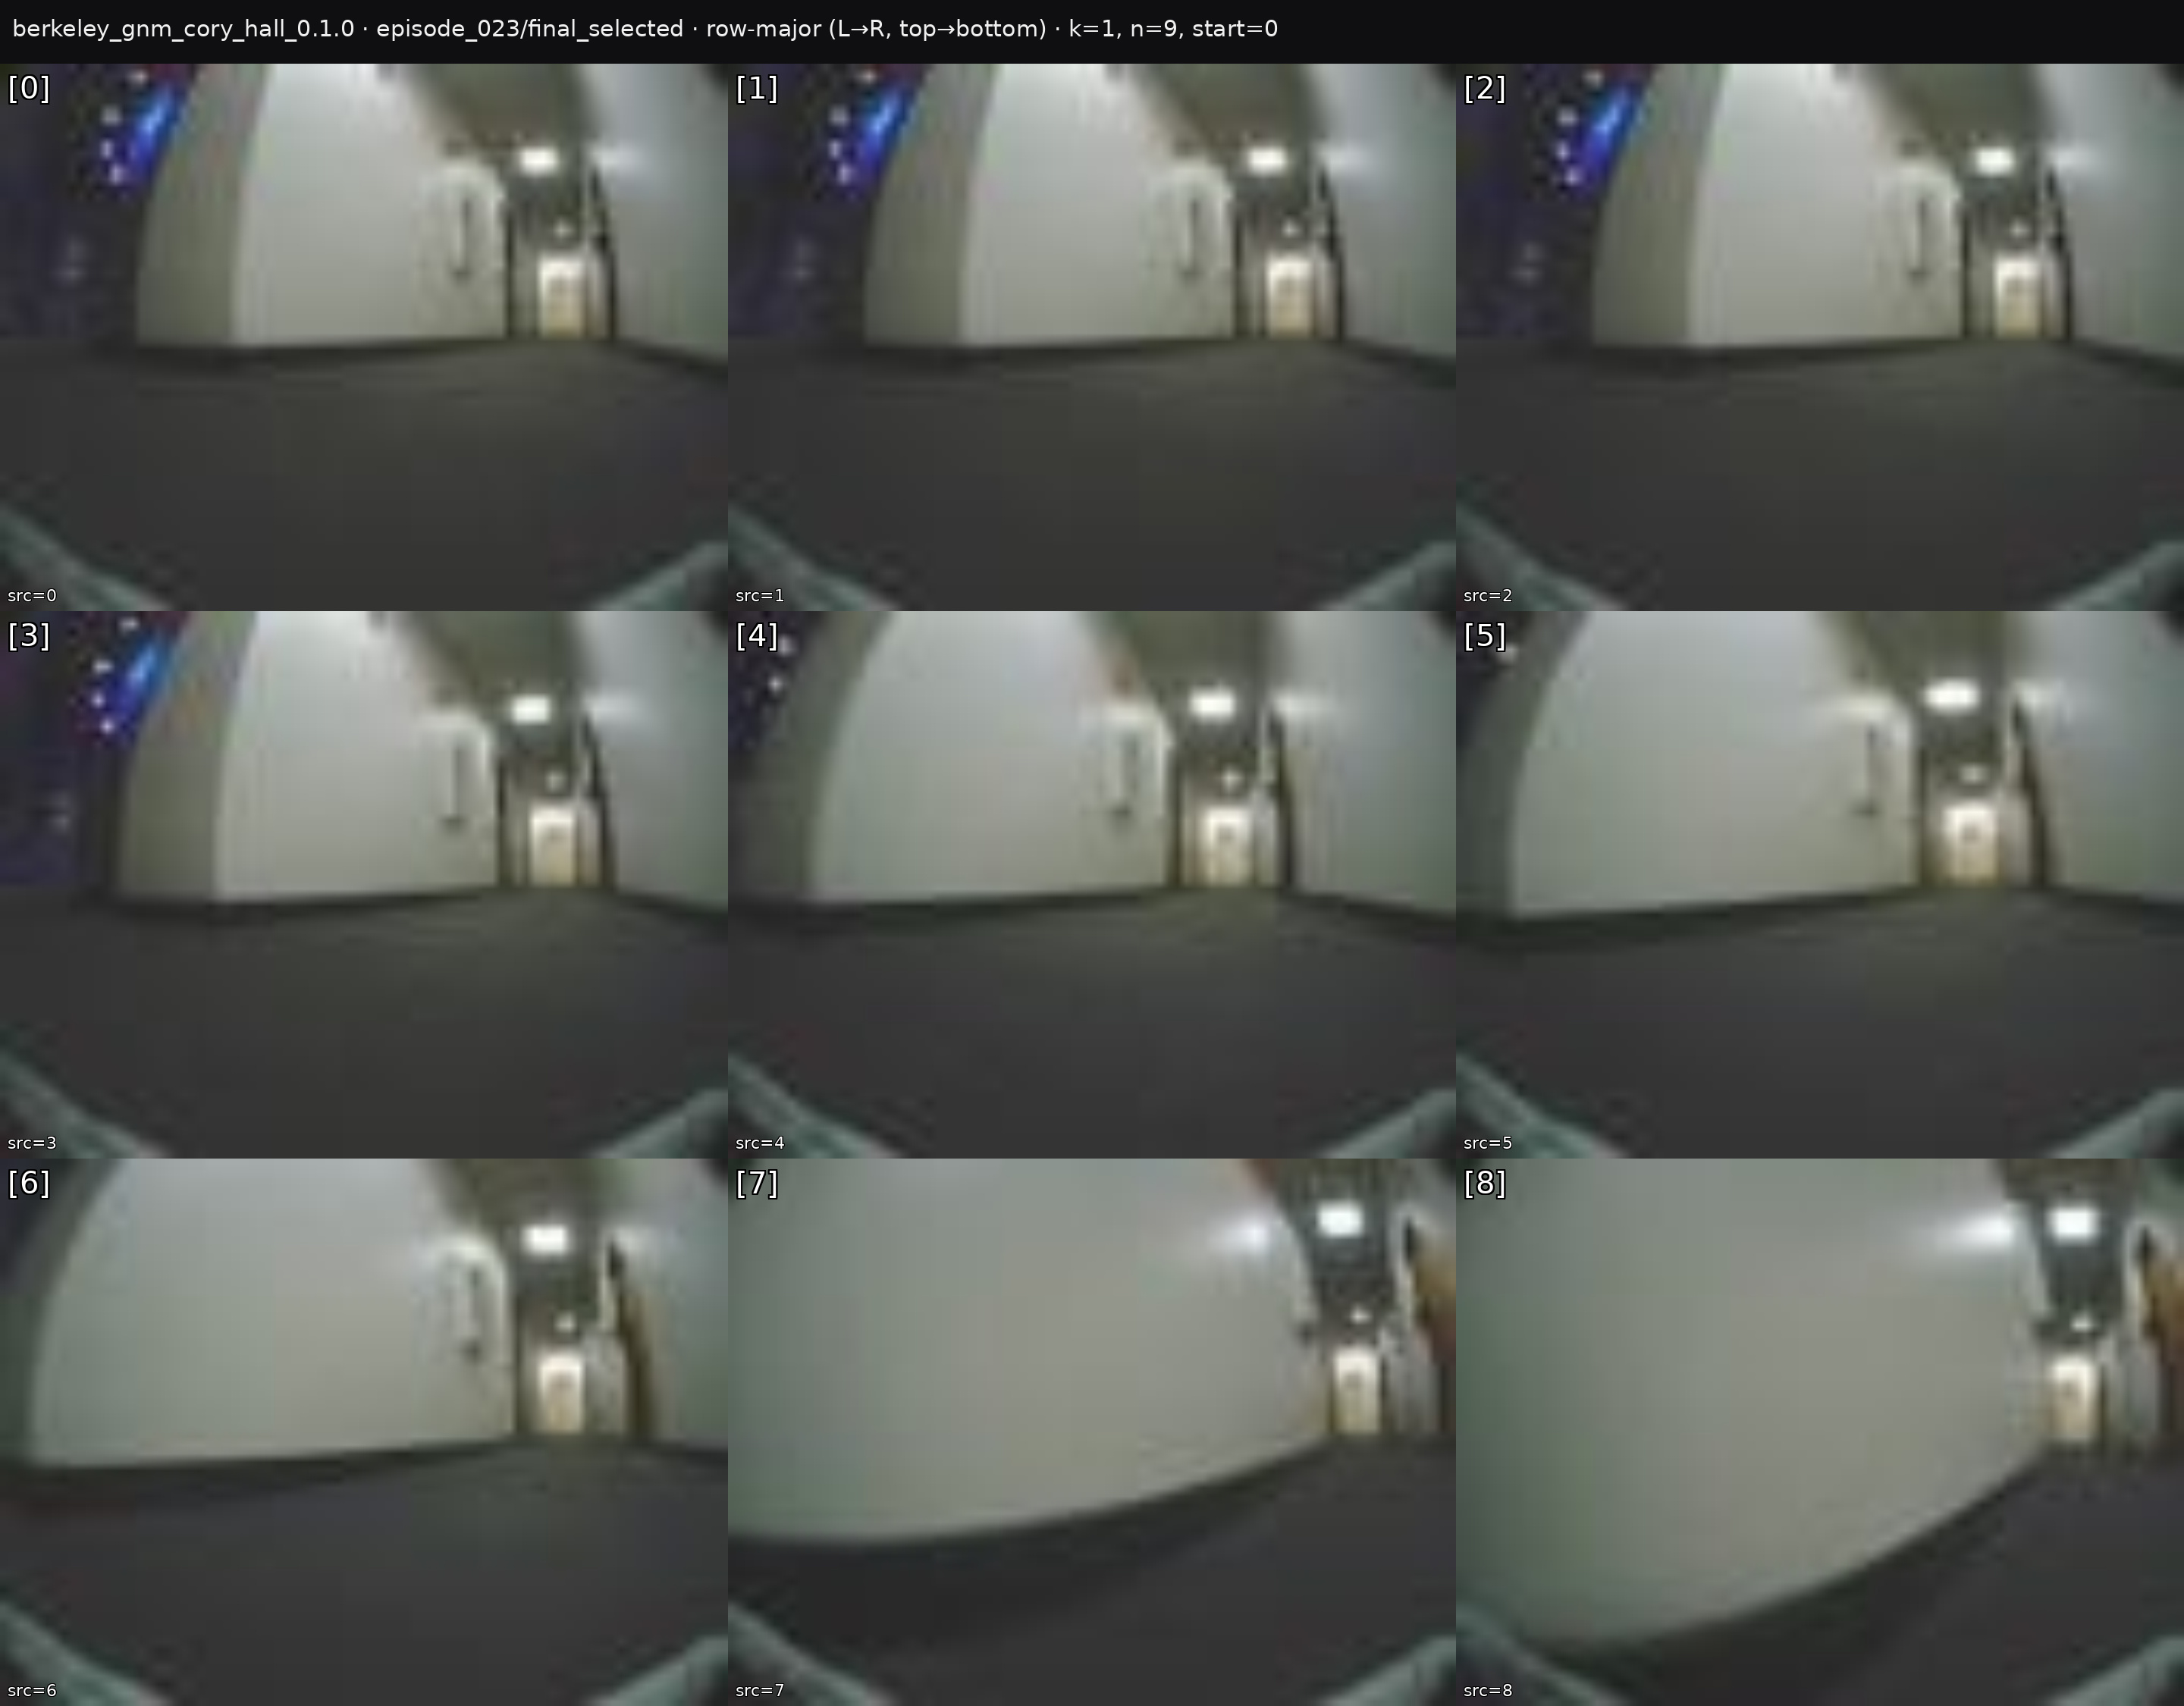 berkeley_gnm_cory_hall_0.1.0 · episode_023/final_selected · row-major (L→R, top→bottom) · k=1, n=9, start=0
[0]
[1]
[2]
src=0
src=1
src=2
[3]
[4]
[5]
src=3
src=4
src=5
[6]
[7]
[8]
src=6
src=7
src=8